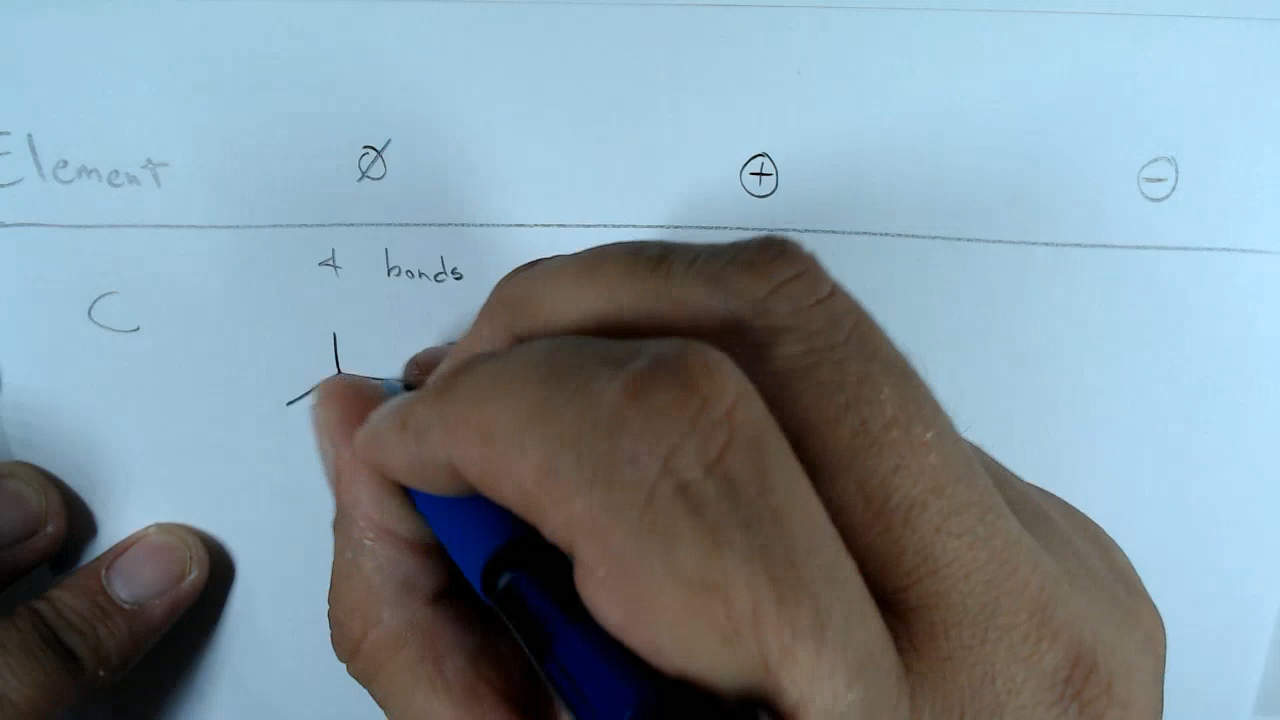 Element ∅ ⊕ ⊖
4 bonds
C